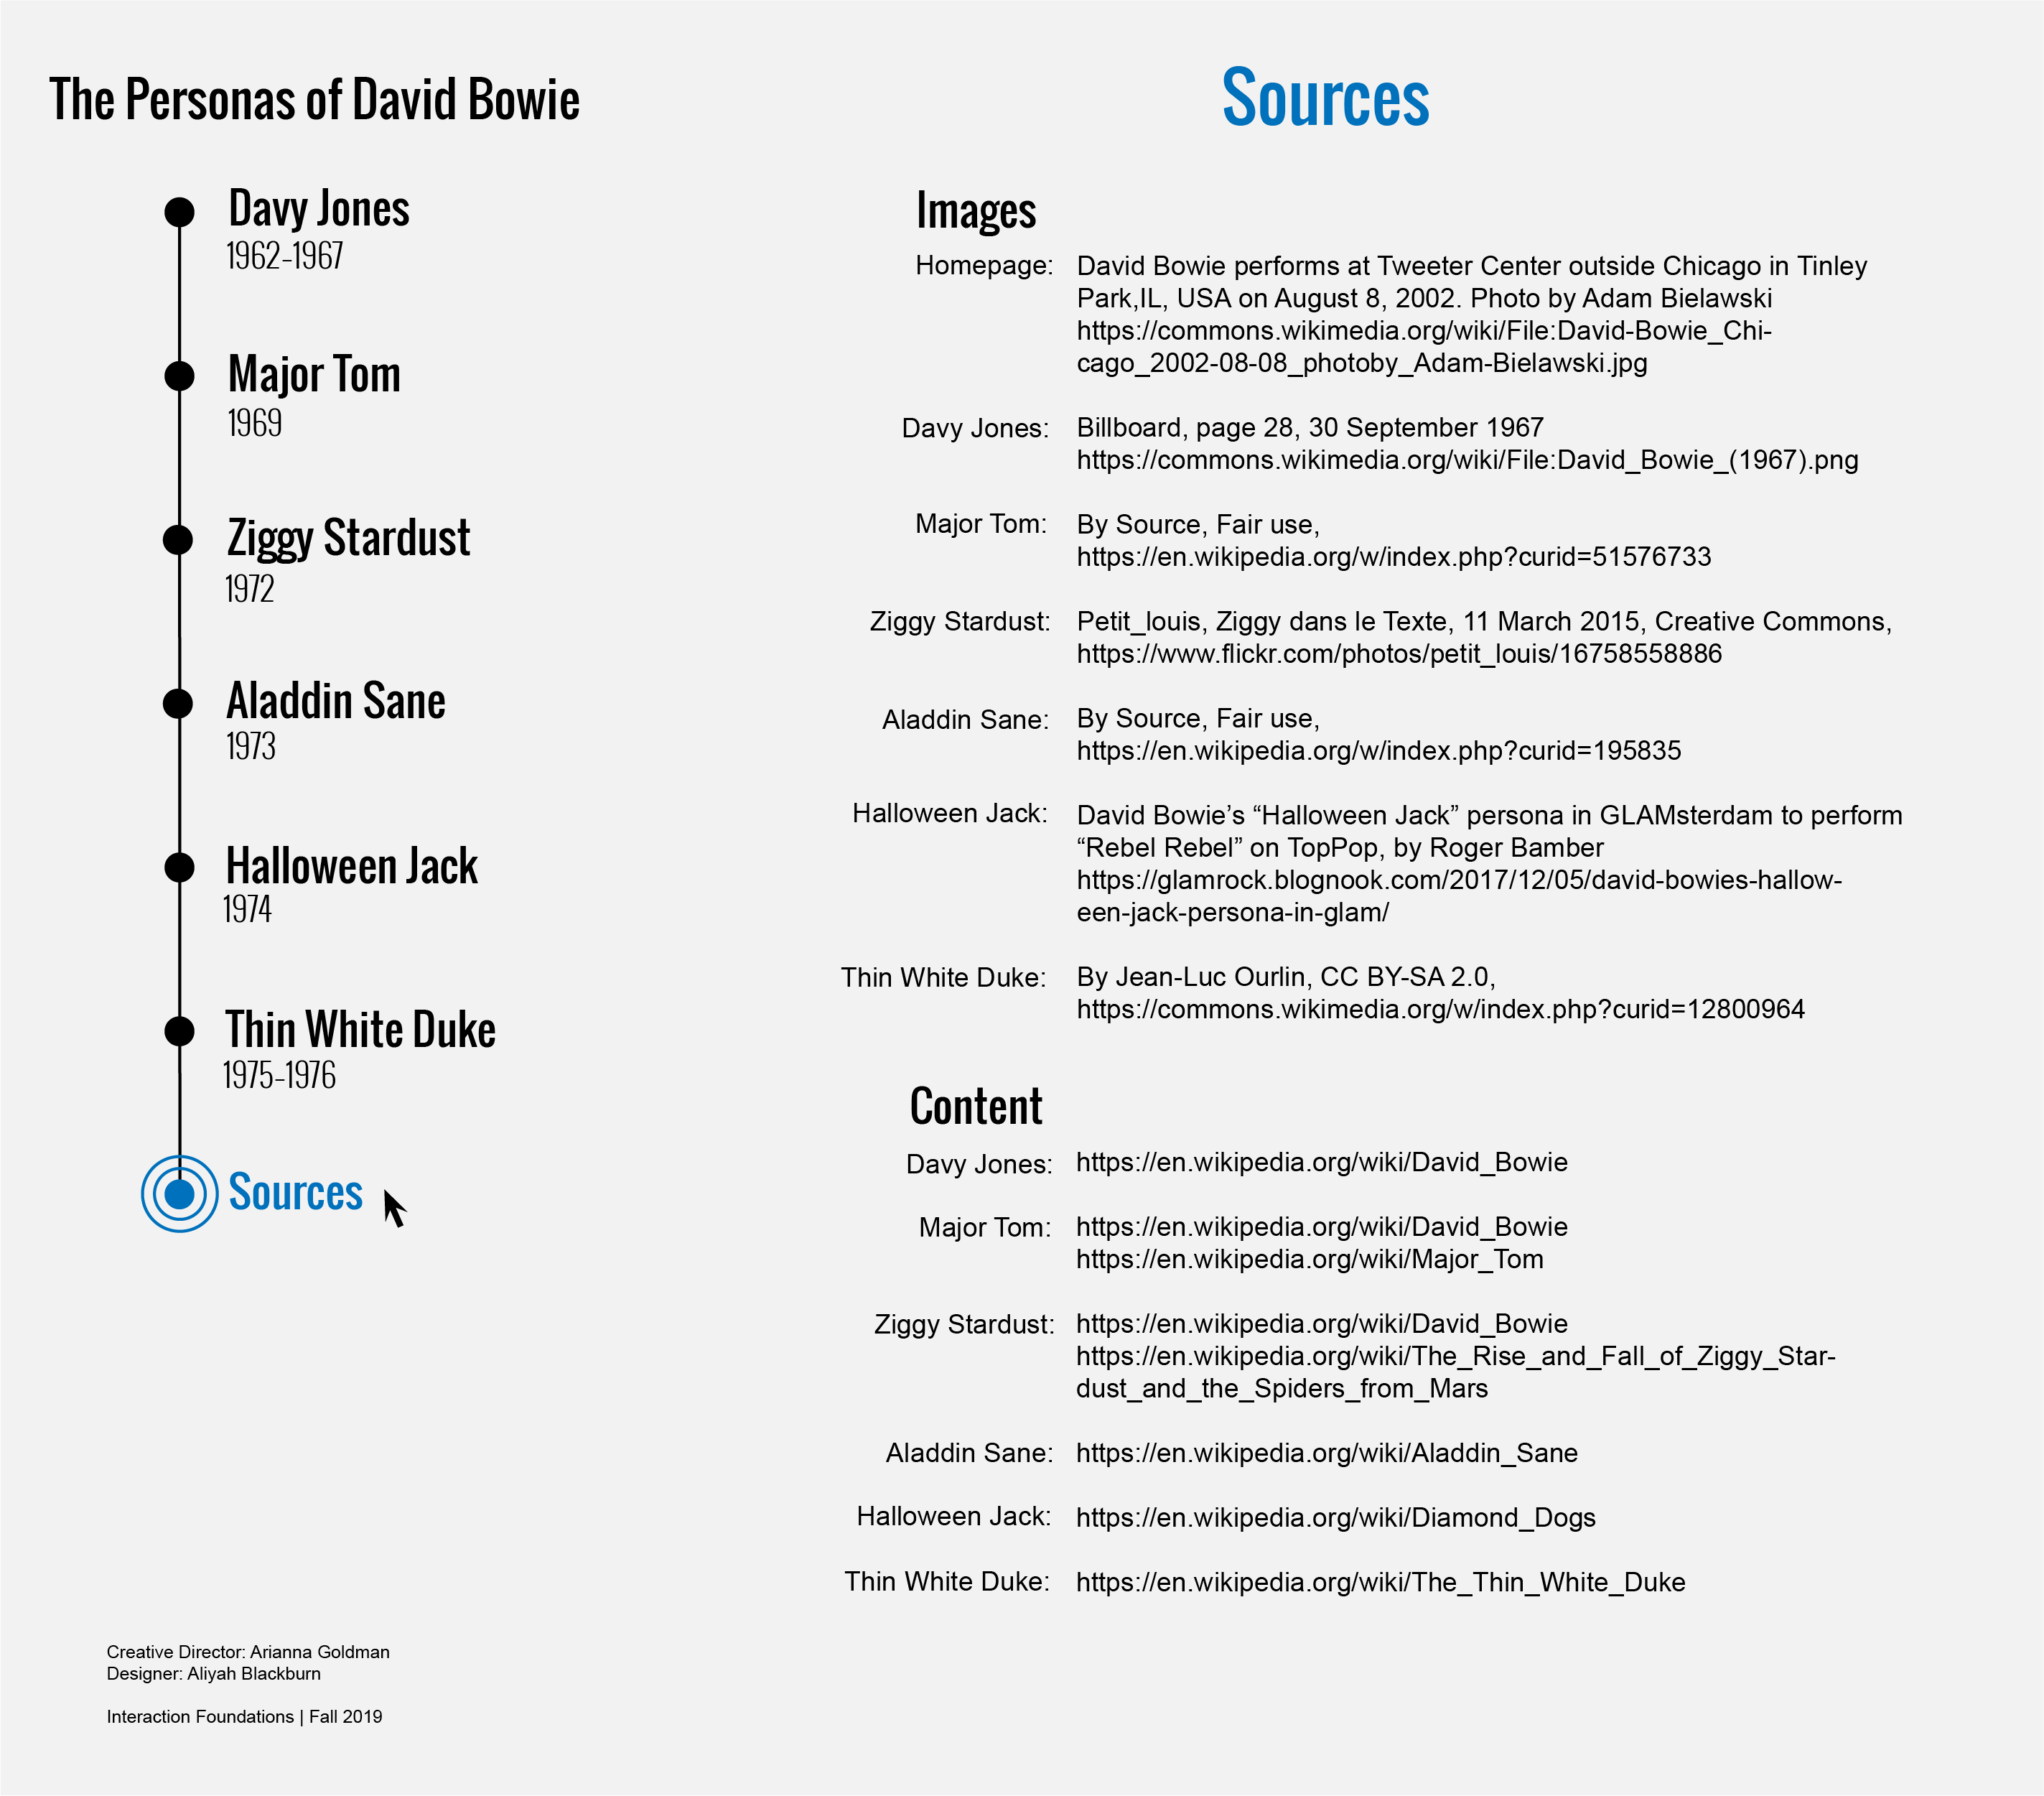 The Personas of David Bowie
Davy Jones
1962-1967
Major Tom
1969
Ziggy Stardust
1972
Aladdin Sane
1973
Halloween Jack
1974
Thin White Duke
1975-1976
Sources
Creative Director: Arianna Goldman
Designer: Aliyah Blackburn
Interaction Foundations | Fall 2019
Sources
Images
Homepage: David Bowie performs at Tweeter Center outside Chicago in Tinley
Park,IL, USA on August 8, 2002. Photo by Adam Bielawski
https://commons.wikimedia.org/wiki/File:David-Bowie_Chi-
cago_2002-08-08_photoby_Adam-Bielawski.jpg
Davy Jones: Billboard, page 28, 30 September 1967
https://commons.wikimedia.org/wiki/File:David_Bowie_(1967).png
Major Tom: By Source, Fair use,
https://en.wikipedia.org/w/index.php?curid=51576733
Ziggy Stardust: Petit_louis, Ziggy dans le Texte, 11 March 2015, Creative Commons,
https://www.flickr.com/photos/petit_louis/16758558886
Aladdin Sane: By Source, Fair use,
https://en.wikipedia.org/w/index.php?curid=195835
Halloween Jack: David Bowie’s “Halloween Jack” persona in GLAMsterdam to perform
“Rebel Rebel” on TopPop, by Roger Bamber
https://glamrock.blognook.com/2017/12/05/david-bowies-hallow-
een-jack-persona-in-glam/
Thin White Duke: By Jean-Luc Ourlin, CC BY-SA 2.0,
https://commons.wikimedia.org/w/index.php?curid=12800964
Content
Davy Jones: https://en.wikipedia.org/wiki/David_Bowie
Major Tom: https://en.wikipedia.org/wiki/David_Bowie
https://en.wikipedia.org/wiki/Major_Tom
Ziggy Stardust: https://en.wikipedia.org/wiki/David_Bowie
https://en.wikipedia.org/wiki/The_Rise_and_Fall_of_Ziggy_Star-
dust_and_the_Spiders_from_Mars
Aladdin Sane: https://en.wikipedia.org/wiki/Aladdin_Sane
Halloween Jack: https://en.wikipedia.org/wiki/Diamond_Dogs
Thin White Duke: https://en.wikipedia.org/wiki/The_Thin_White_Duke